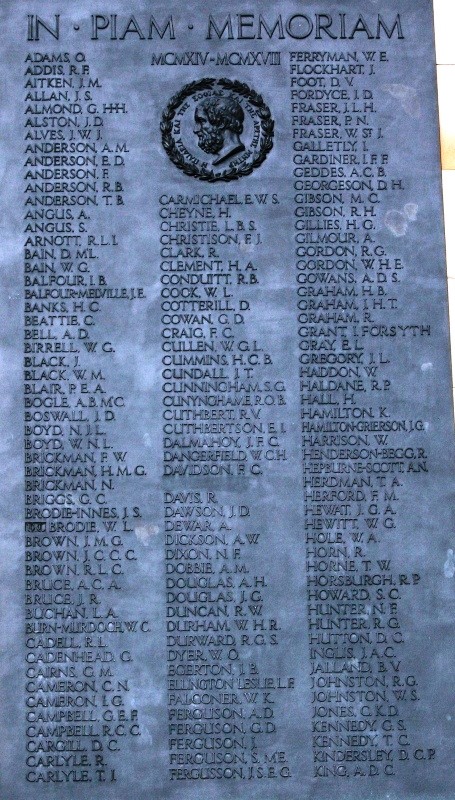 IN · PIAM · MEMORIAM
MCMXIV-MCMXVIII
ADAMS, O.
ADDIS, R.F.
AITKEN, J.M.
ALLAN, J.S.
ALMOND, G.H-H.
ALSTON, J.D.
ALVES, J.W.J.
ANDERSON, A.M.
ANDERSON, E.D.
ANDERSON, F.
ANDERSON, R.B.
ANDERSON, T.B.
ANGUS, A.
ANGUS, S.
ARNOTT, R.L.I.
BAIN, D. McL.
BAIN, W.G.
BALFOUR, I.B.
BALFOUR-MELVILLE, J.E.
BANKS, H.C.
BEATTIE, C.
BELL, A.D.
BIRRELL, W.G.
BLACK, J.
BLACK, W.M.
BLAIR, P.E.A.
BOGLE, A.B.MC.
BOSWALL, J.D.
BOYD, N.J.L.
BOYD, W.N.L.
BRICKMAN, F.W.
BRICKMAN, H.M.G.
BRICKMAN, N.
BRIGGS, G.C.
BRODIE-INNES, J.S.
BRODIE, W.L.
BROWN, J.M.G.
BROWN, J.C.C.C.
BROWN, R.L.C.
BRUCE, A.C.A.
BRUCE, J.R.
BUCHAN, L.A.
BURN-MURDOCH, W.C.
CADELL, R.L.
CADENHEAD, G.
CAIRNS, G.M.
CAMERON, C.N.
CAMERON, I.G.
CAMPBELL, G.E.F.
CAMPBELL, R.C.C.
CARGILL, D.C.
CARLYLE, R.
CARLYLE, T.J.
CARMICHAEL, E.W.S.
CHEYNE, H.
CHRISTIE, L.B.S.
CHRISTISON, F.J.
CLARK, R.
CLEMENT, H.A.
CONDUITT, R.B.
COOK, W.L.
COTTERILL, D.
COWAN, G.D.
CRAIG, F.C.
CULLEN, W.G.L.
CUMMINS, H.C.B.
CUNDALL, J.T.
CUNNINGHAM, S.G.
CUNYNGHAME, R.O.B.
CUTHBERT, R.V.
CUTHBERTSON, E.J.
DALMAHOY, J.F.C.
DANGERFIELD, W.C.H.
DAVIDSON, F.C.
DAVIS, R.
DAWSON, J.D.
DEWAR, A.
DICKSON, A.W.
DIXON, N.F.
DOBBIE, A.M.
DOUGLAS, A.H.
DOUGLAS, J.G.
DUNCAN, R.W.
DURHAM, W.H.R.
DURWARD, R.G.S.
DYER, W.O.
EGERTON, J.B.
ELLINGTON LESLIE, L.F.
FALCONER, W.K.
FERGUSON, A.D.
FERGUSON, G.D.
FERGUSON, J.
FERGUSON, S.ME.
FERGUSSON, J.S.E.G.
FERRYMAN, W.E.
FLOCKHART, J.
FOOT, D.V.
FORDYCE, J.D.
FRASER, J.L.H.
FRASER, P.N.
FRASER, W. ST J.
GALLETLY, I.
GARDINER, I.F.F.
GEDDES, A.C.B.
GEORGESON, D.H.
GIBSON, M.C.
GIBSON, R.H.
GILLIES, H.G.
GILMOUR, A.
GORDON, R.G.
GORDON, W.H.E.
GOWANS, A.D.S.
GRAHAM, H.B.
GRAHAM, J.H.T.
GRAHAM, R.
GRANT, I. FORSYTH
GRAY, E.L.
GREGORY, J.L.
HADDON, W.
HALDANE, R.P.
HALL, H.
HAMILTON, K.
HAMILTON-GRIERSON, J.G.
HARRISON, W.
HENDERSON-BEGG, R.
HEPBURNE-SCOTT, A.N.
HERDMAN, T.A.
HERFORD, F.M.
HEWAT, J.G.A.
HEWITT, W.G.
HOLE, W.A.
HORN, R.
HORNE, T.W.
HORSBURGH, R.P.
HOWARD, S.C.
HUNTER, N.F.
HUNTER, R.G.
HUTTON, D.C.
INGLIS, J.A.C.
JALLAND, B.V.
JOHNSTON, R.G.
JOHNSTON, W.S.
JONES, C.K.D.
KENNEDY, G.S.
KENNEDY, T.C.
KINDERSLEY, D.C.P.
KING, A.D.C.